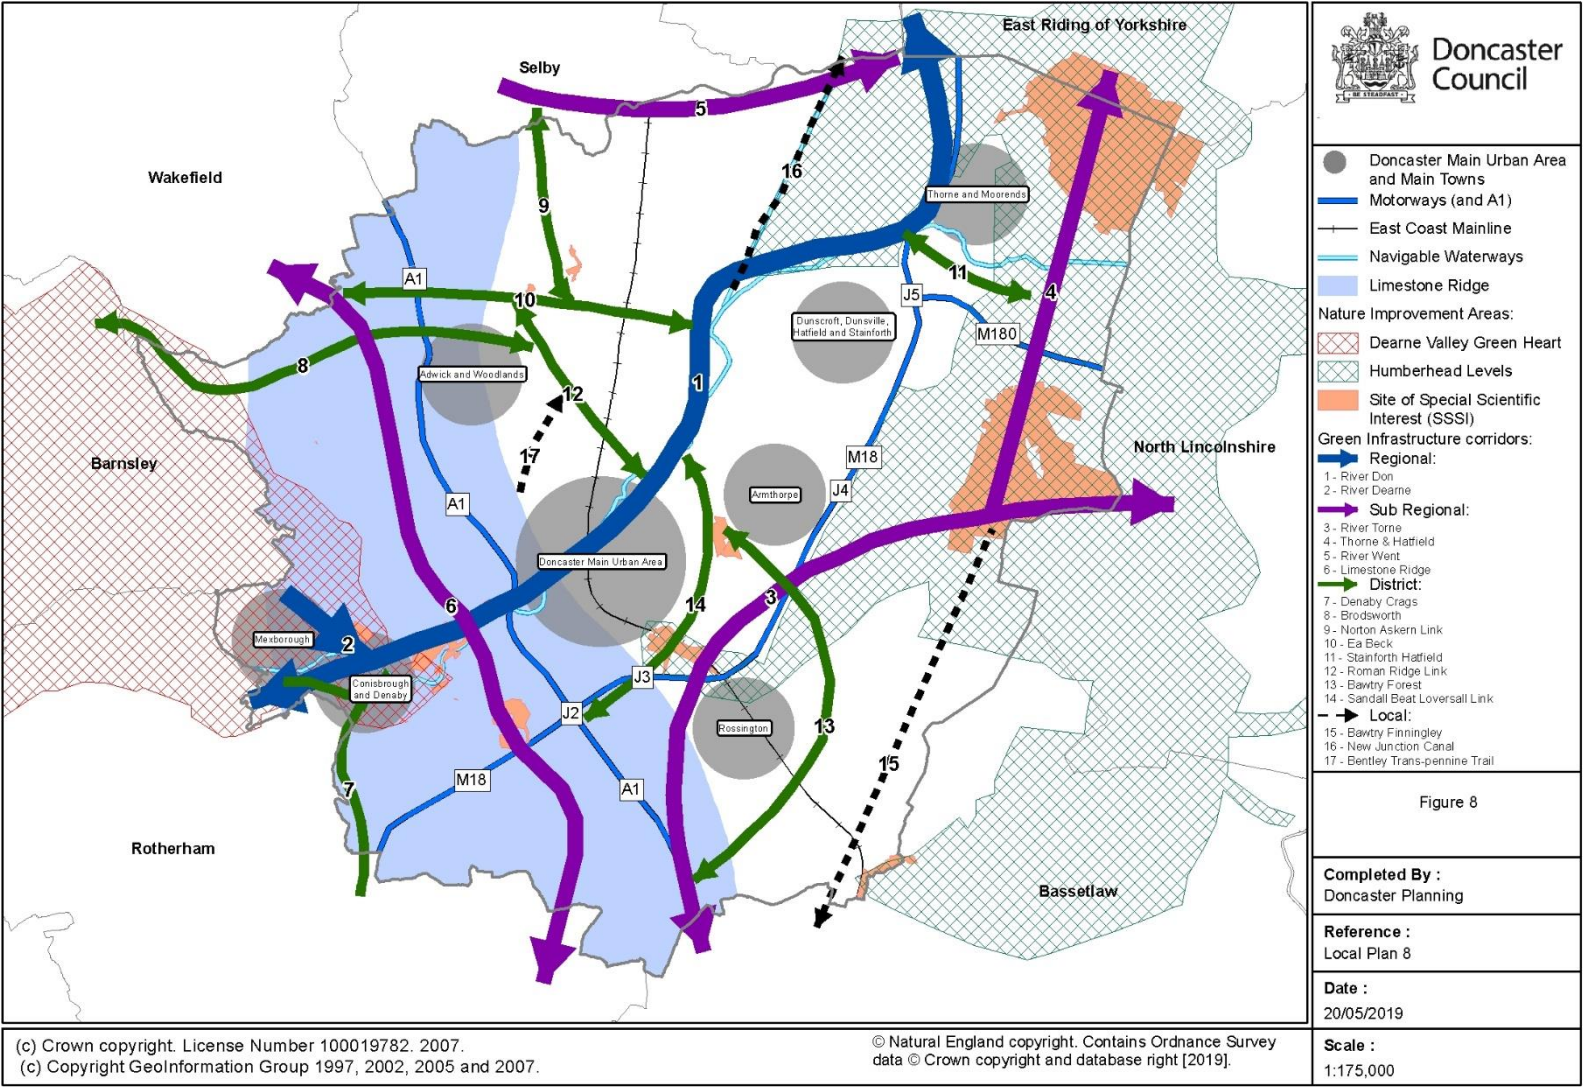 East Riding of Yorkshire
Selby
5
16
Wakefield
Thorne and Moorends
9
A1
11
4
10
J5
Dunscroft, Dunsville,
Hatfield and Stainforth
M180
8
Adwick and Woodlands
1
12
North Lincolnshire
Barnsley
17
M18
Armthorpe
J4
A1
Doncaster Main Urban Area
3
6
14
Mexborough
2
J3
Conisbrough
and Denaby
J2
Rossington
13
15
M18
A1
7
Rotherham
Bassetlaw
Doncaster
Council
BE STEADFAST
Doncaster Main Urban Area
and Main Towns
Motorways (and A1)
East Coast Mainline
Navigable Waterways
Limestone Ridge
Nature Improvement Areas:
Dearne Valley Green Heart
Humberhead Levels
Site of Special Scientific
Interest (SSSI)
Green Infrastructure corridors:
Regional:
1 - River Don
2 - River Dearne
Sub Regional:
3 - River Torne
4 - Thorne & Hatfield
5 - River Went
6 - Limestone Ridge
District:
7 - Denaby Crags
8 - Brodsworth
9 - Norton Askern Link
10 - Ea Beck
11 - Stainforth Hatfield
12 - Roman Ridge Link
13 - Bawtry Forest
14 - Sandall Beat Loversall Link
Local:
15 - Bawtry Finningley
16 - New Junction Canal
17 - Bentley Trans-pennine Trail
Figure 8
Completed By :
Doncaster Planning
Reference :
Local Plan 8
Date :
20/05/2019
Scale :
1:175,000
(c) Crown copyright. License Number 100019782. 2007.
(c) Copyright GeoInformation Group 1997, 2002, 2005 and 2007.
© Natural England copyright. Contains Ordnance Survey
data © Crown copyright and database right [2019].